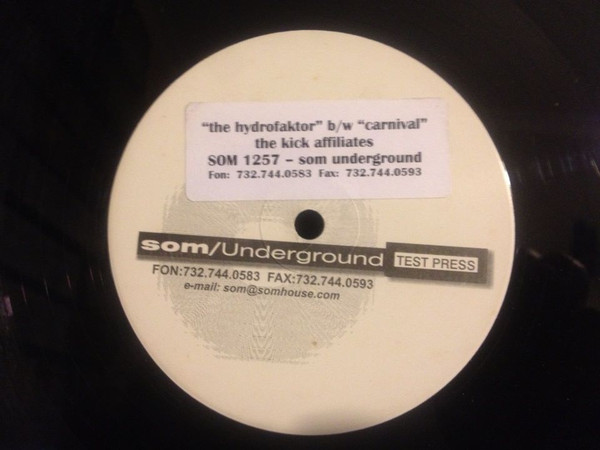 "the hydrofaktor" b/w "carnival"
the kick affiliates
SOM 1257 – som underground
Fon: 732.744.0583 Fax: 732.744.0593
som/Underground TEST PRESS
FON:732.744.0583 FAX:732.744.0593
e-mail: som@somhouse.com